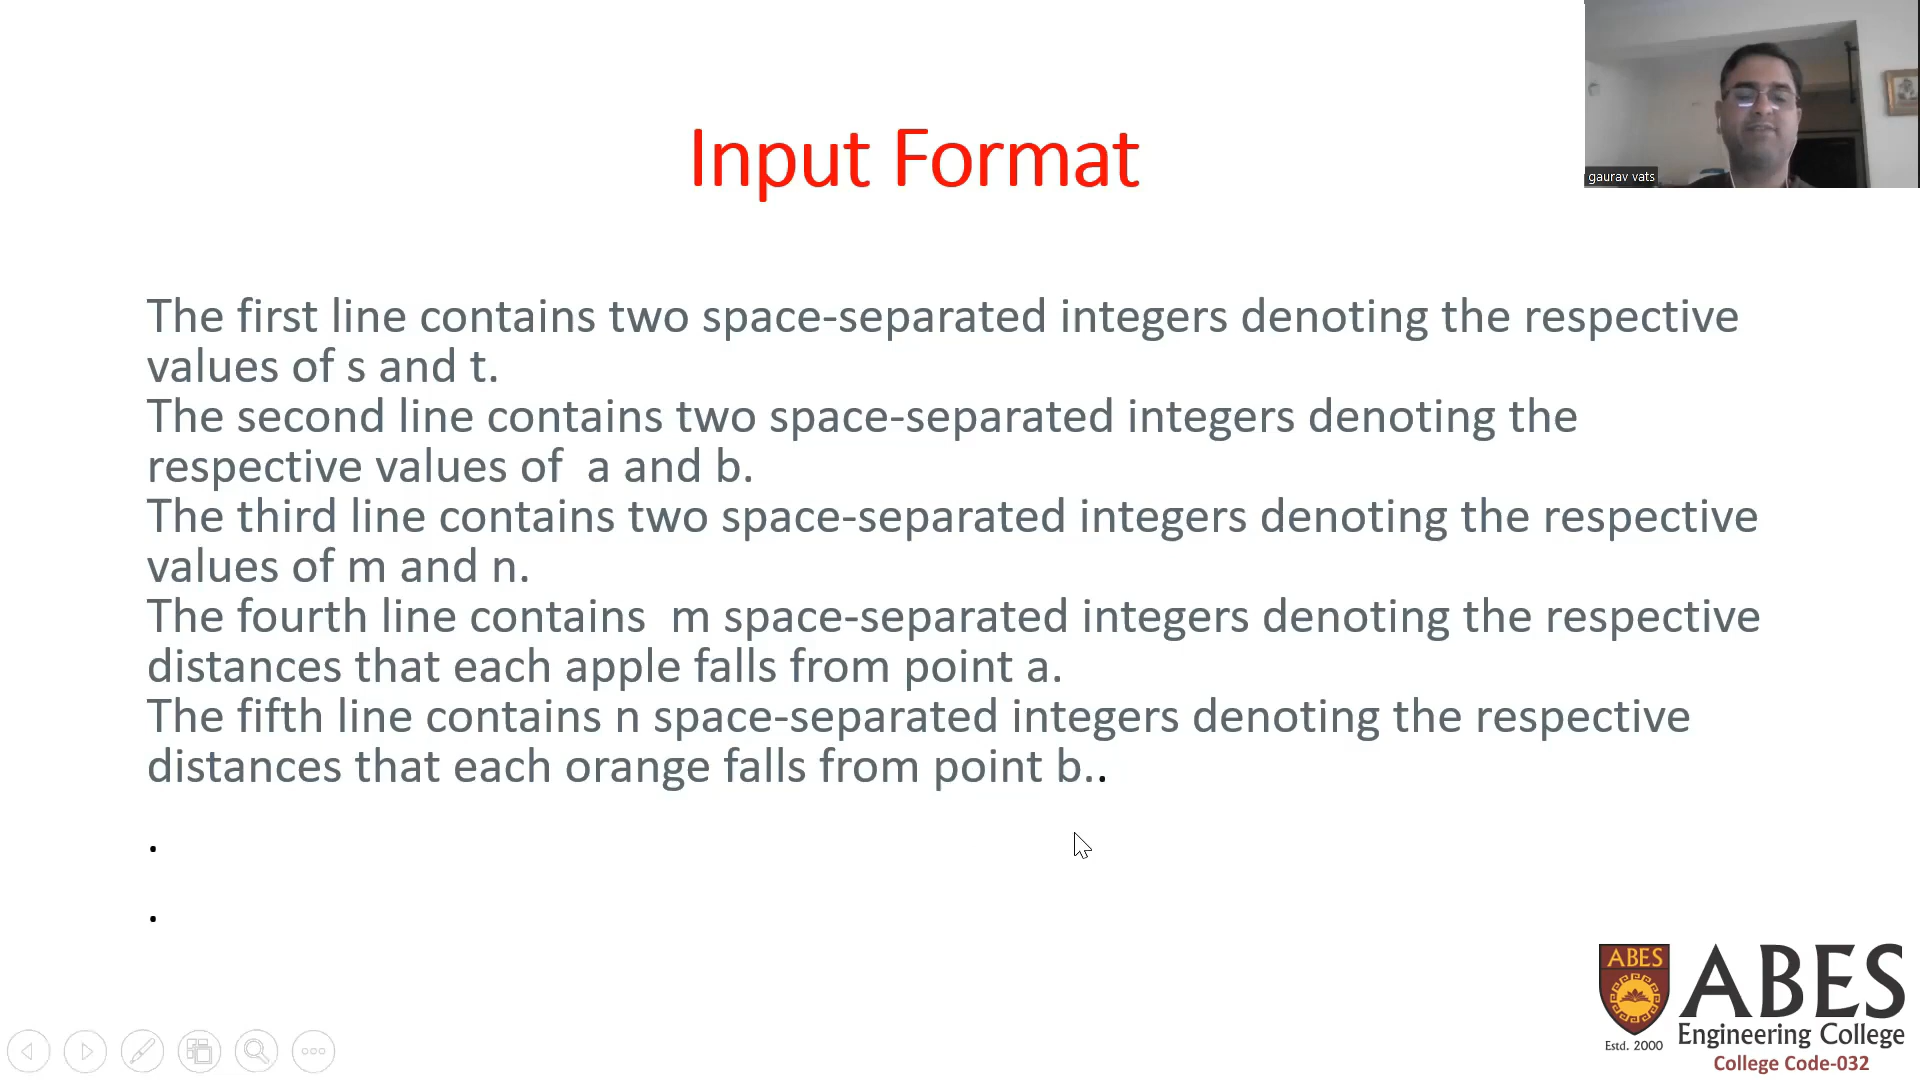 Input Format
gaurav vats
The first line contains two space-separated integers denoting the respective
values of s and t.
The second line contains two space-separated integers denoting the
respective values of  a and b.
The third line contains two space-separated integers denoting the respective
values of m and n.
The fourth line contains  m space-separated integers denoting the respective
distances that each apple falls from point a.
The fifth line contains n space-separated integers denoting the respective
distances that each orange falls from point b..
.
.
ABES
Estd. 2000
ABES
Engineering College
College Code-032